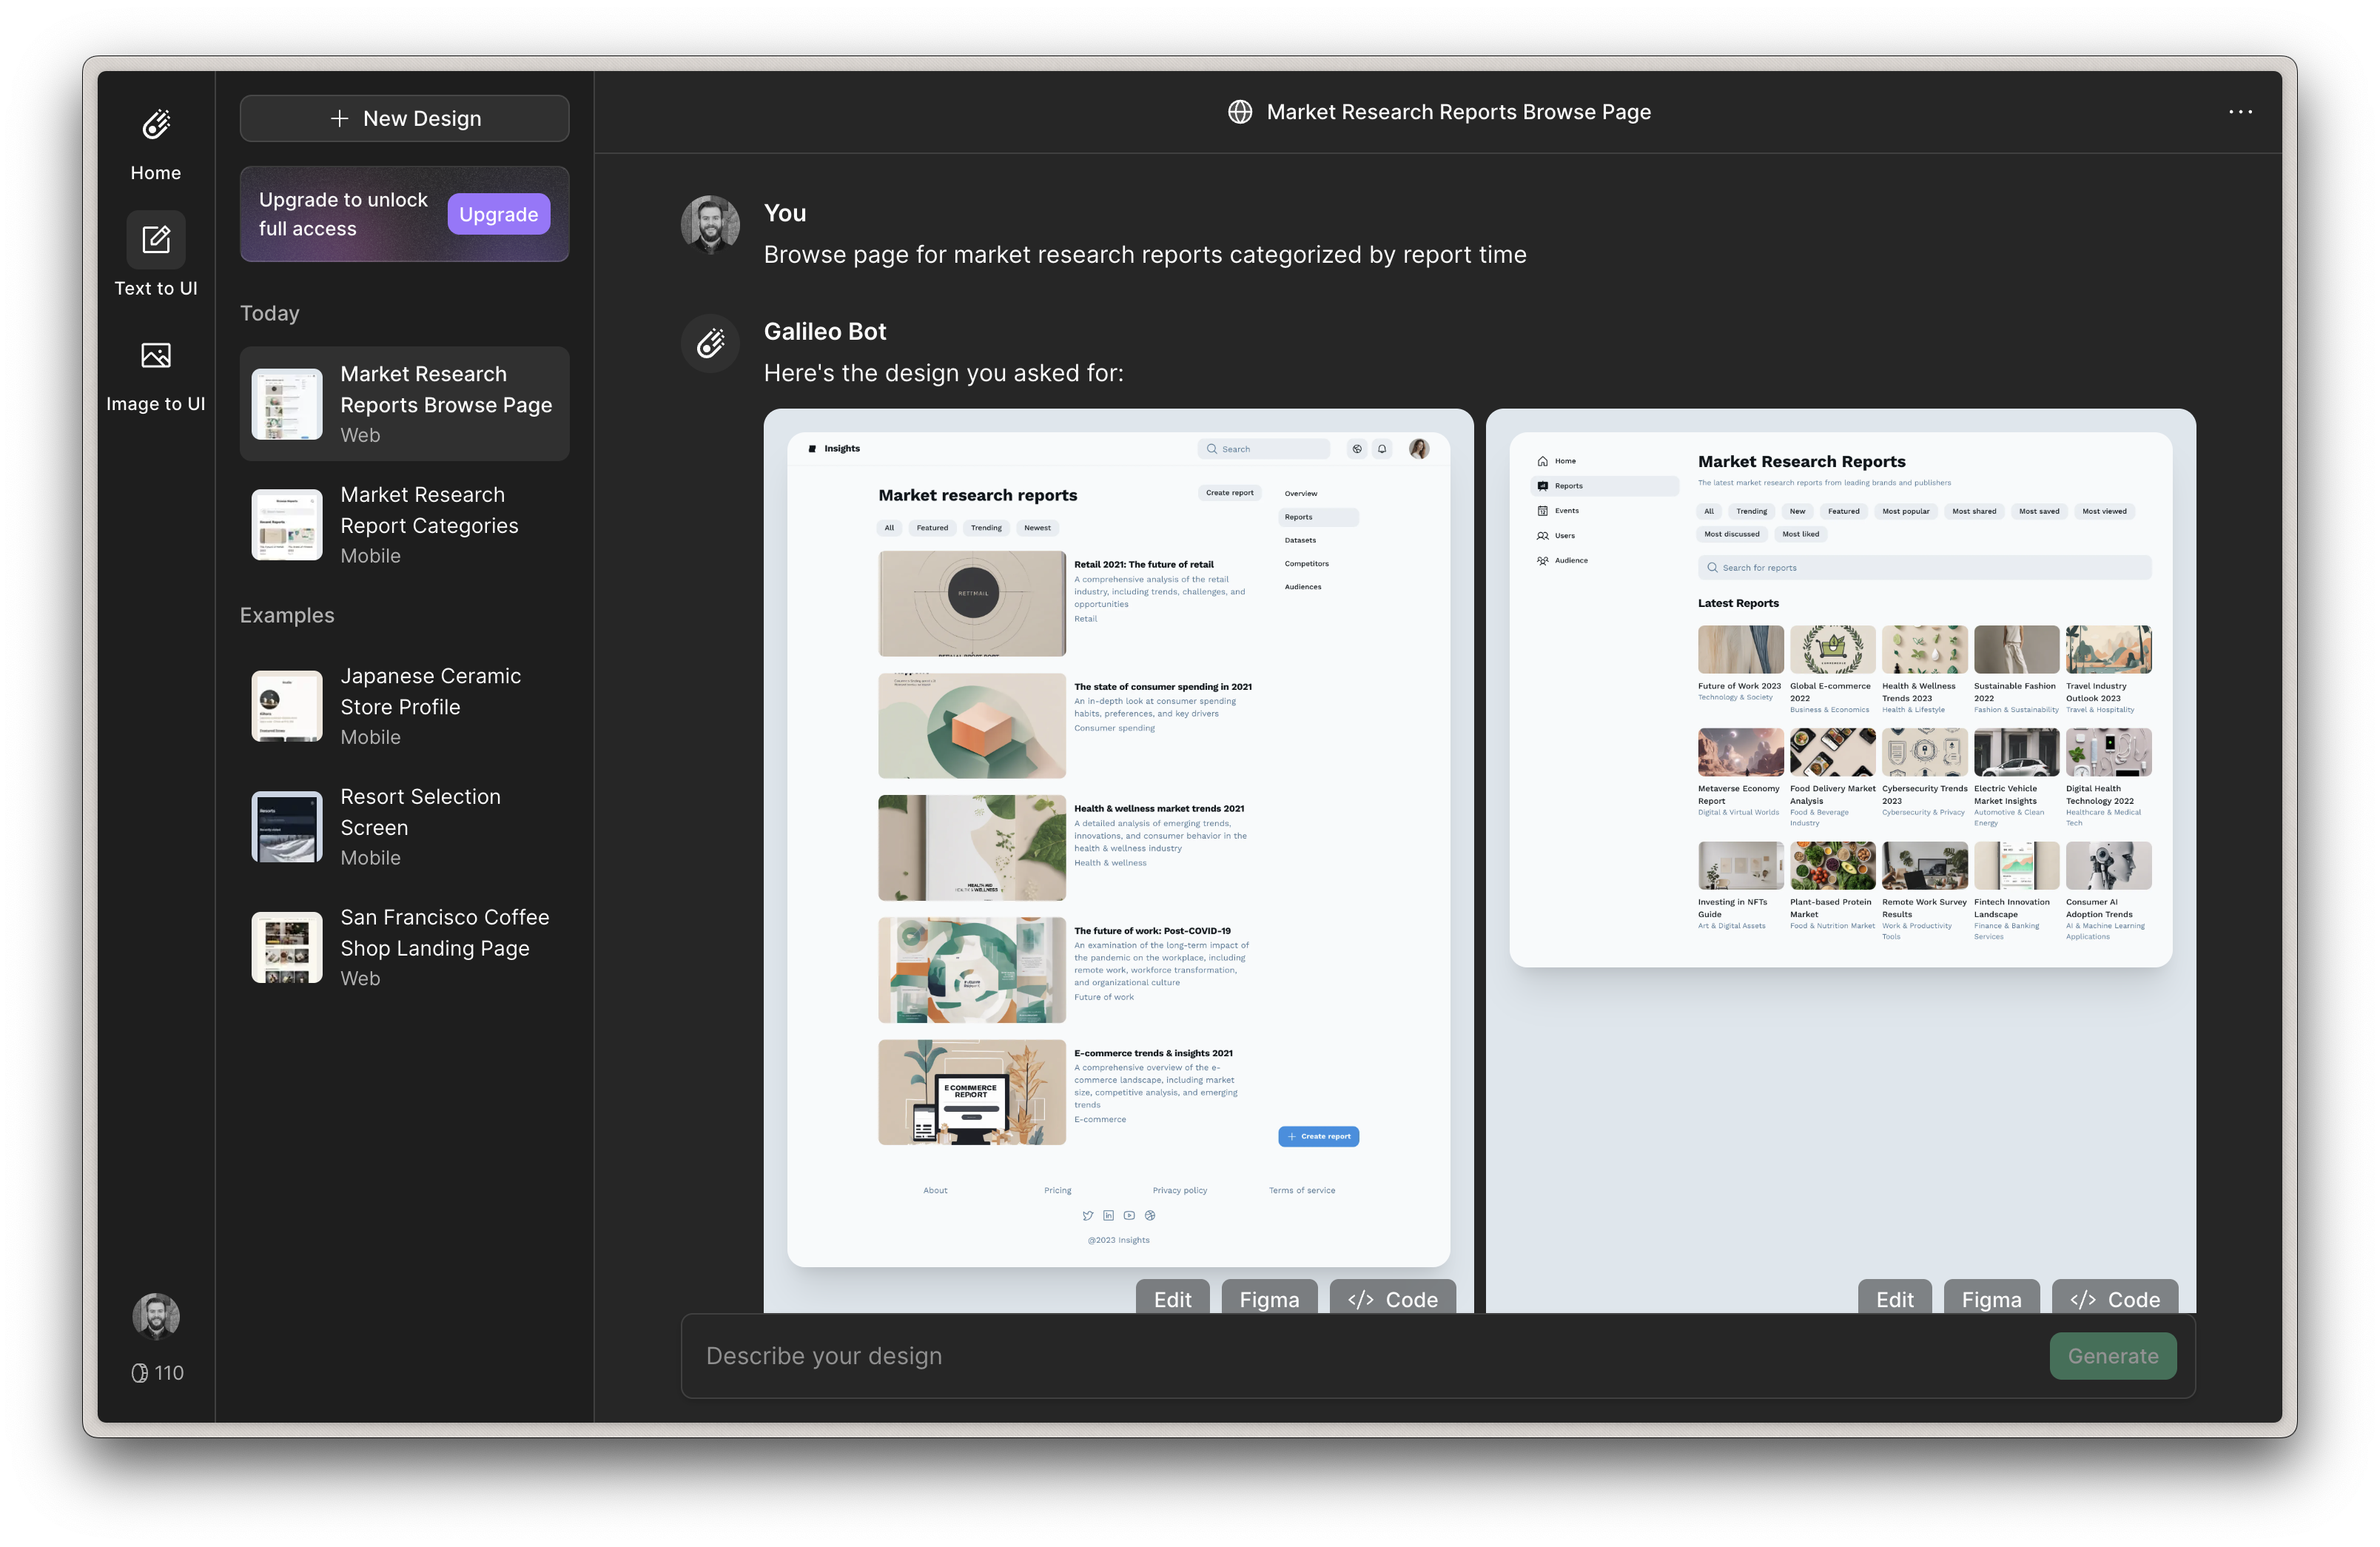 Home
Text to UI
Image to UI
110
New Design
Upgrade to unlock
full access
Upgrade
Today
Market Research
Reports Browse Page
Web
Market Research
Report Categories
Mobile
Examples
Japanese Ceramic
Store Profile
Mobile
Resort Selection
Screen
Mobile
San Francisco Coffee
Shop Landing Page
Web
Market Research Reports Browse Page
You
Browse page for market research reports categorized by report time
Galileo Bot
Here's the design you asked for:
Insights
Search
Market research reports
Create report
All
Featured
Trending
Newest
Overview
Reports
Datasets
Competitors
Audiences
RETTMAIL
Retail 2021: The future of retail
A comprehensive analysis of the retail
industry, including trends, challenges, and
opportunities
Retail
The state of consumer spending in 2021
An in-depth look at consumer spending
habits, preferences, and key drivers
Consumer spending
Health & wellness market trends 2021
A detailed analysis of emerging trends,
innovations, and consumer behavior in the
health & wellness industry
Health & wellness
The future of work: Post-COVID-19
An examination of the long-term impact of
the pandemic on the workplace, including
remote work, workforce transformation,
and organizational culture
Future of work
E COMMERCE
REPORT
E-commerce trends & insights 2021
A comprehensive overview of the e-
commerce landscape, including market
size, competitive analysis, and emerging
trends
E-commerce
Create report
About
Pricing
Privacy policy
Terms of service
@2023 Insights
Edit
Figma
</> Code
Home
Reports
Events
Users
Audience
Market Research Reports
The latest market research reports from leading brands and publishers
All
Trending
New
Featured
Most popular
Most shared
Most saved
Most viewed
Most discussed
Most liked
Search for reports
Latest Reports
Future of Work 2023
Technology & Society
Global E-commerce
2022
Business & Economics
Health & Wellness
Trends 2023
Health & Lifestyle
Sustainable Fashion
2022
Fashion & Sustainability
Travel Industry
Outlook 2023
Travel & Hospitality
Metaverse Economy
Report
Digital & Virtual Worlds
Food Delivery Market
Analysis
Food & Beverage
Industry
Cybersecurity Trends
2023
Cybersecurity & Privacy
Electric Vehicle
Market Insights
Automotive & Clean
Energy
Digital Health
Technology 2022
Healthcare & Medical
Tech
Investing in NFTs
Guide
Art & Digital Assets
Plant-based Protein
Market
Food & Nutrition Market
Remote Work Survey
Results
Work & Productivity
Tools
Fintech Innovation
Landscape
Finance & Banking
Services
Consumer AI
Adoption Trends
AI & Machine Learning
Applications
Edit
Figma
</> Code
Describe your design
Generate